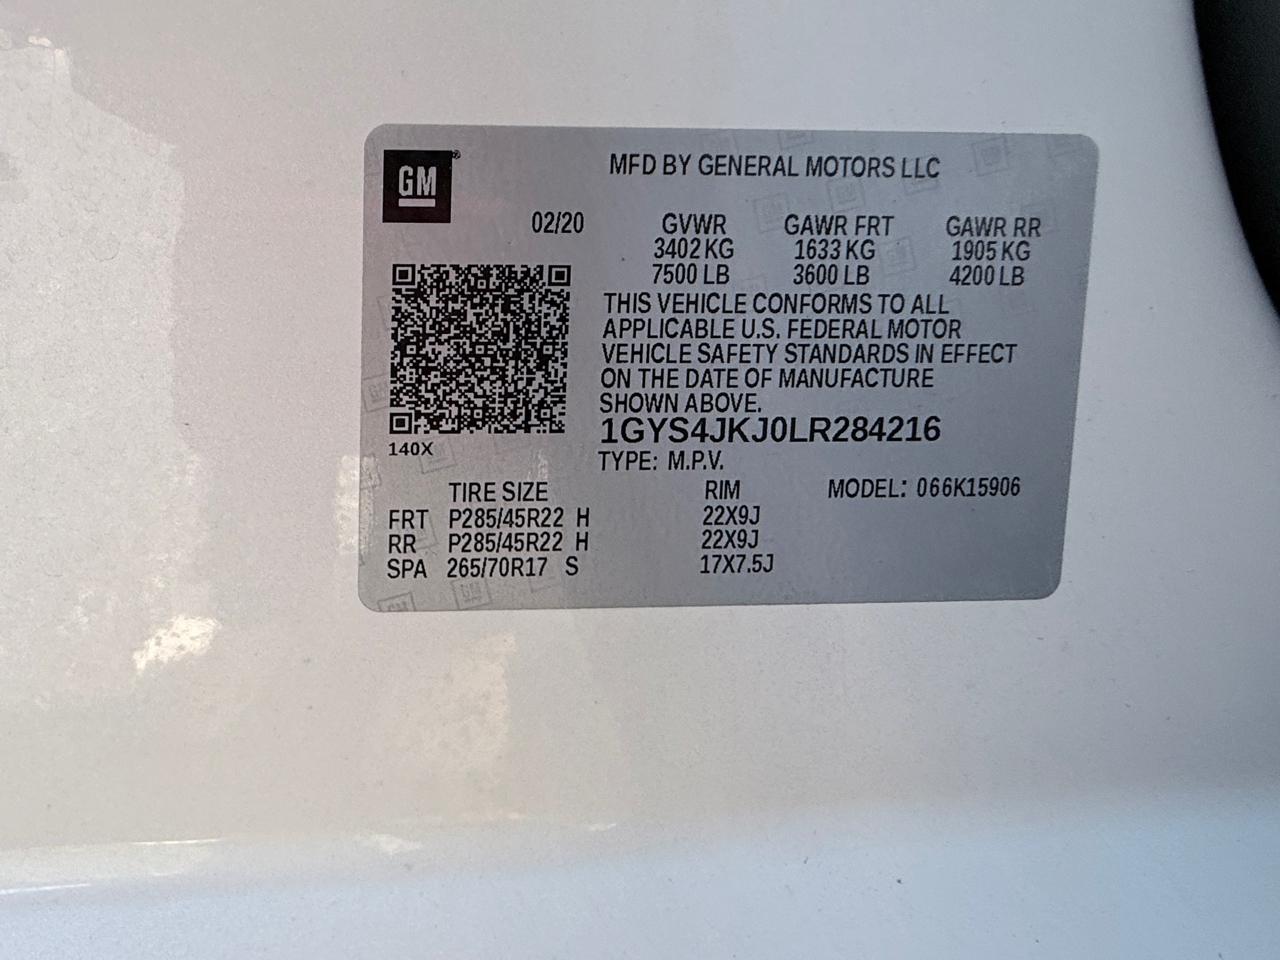 GM®
MFD BY GENERAL MOTORS LLC
02/20
GVWR GAWR FRT GAWR RR
3402 KG 1633 KG 1905 KG
7500 LB 3600 LB 4200 LB
THIS VEHICLE CONFORMS TO ALL
APPLICABLE U.S. FEDERAL MOTOR
VEHICLE SAFETY STANDARDS IN EFFECT
ON THE DATE OF MANUFACTURE
SHOWN ABOVE.
1GYS4JKJ0LR284216
140X
TYPE: M.P.V.
TIRE SIZE RIM MODEL: 066K15906
FRT P285/45R22 H 22X9J
RR P285/45R22 H 22X9J
SPA 265/70R17 S 17X7.5J